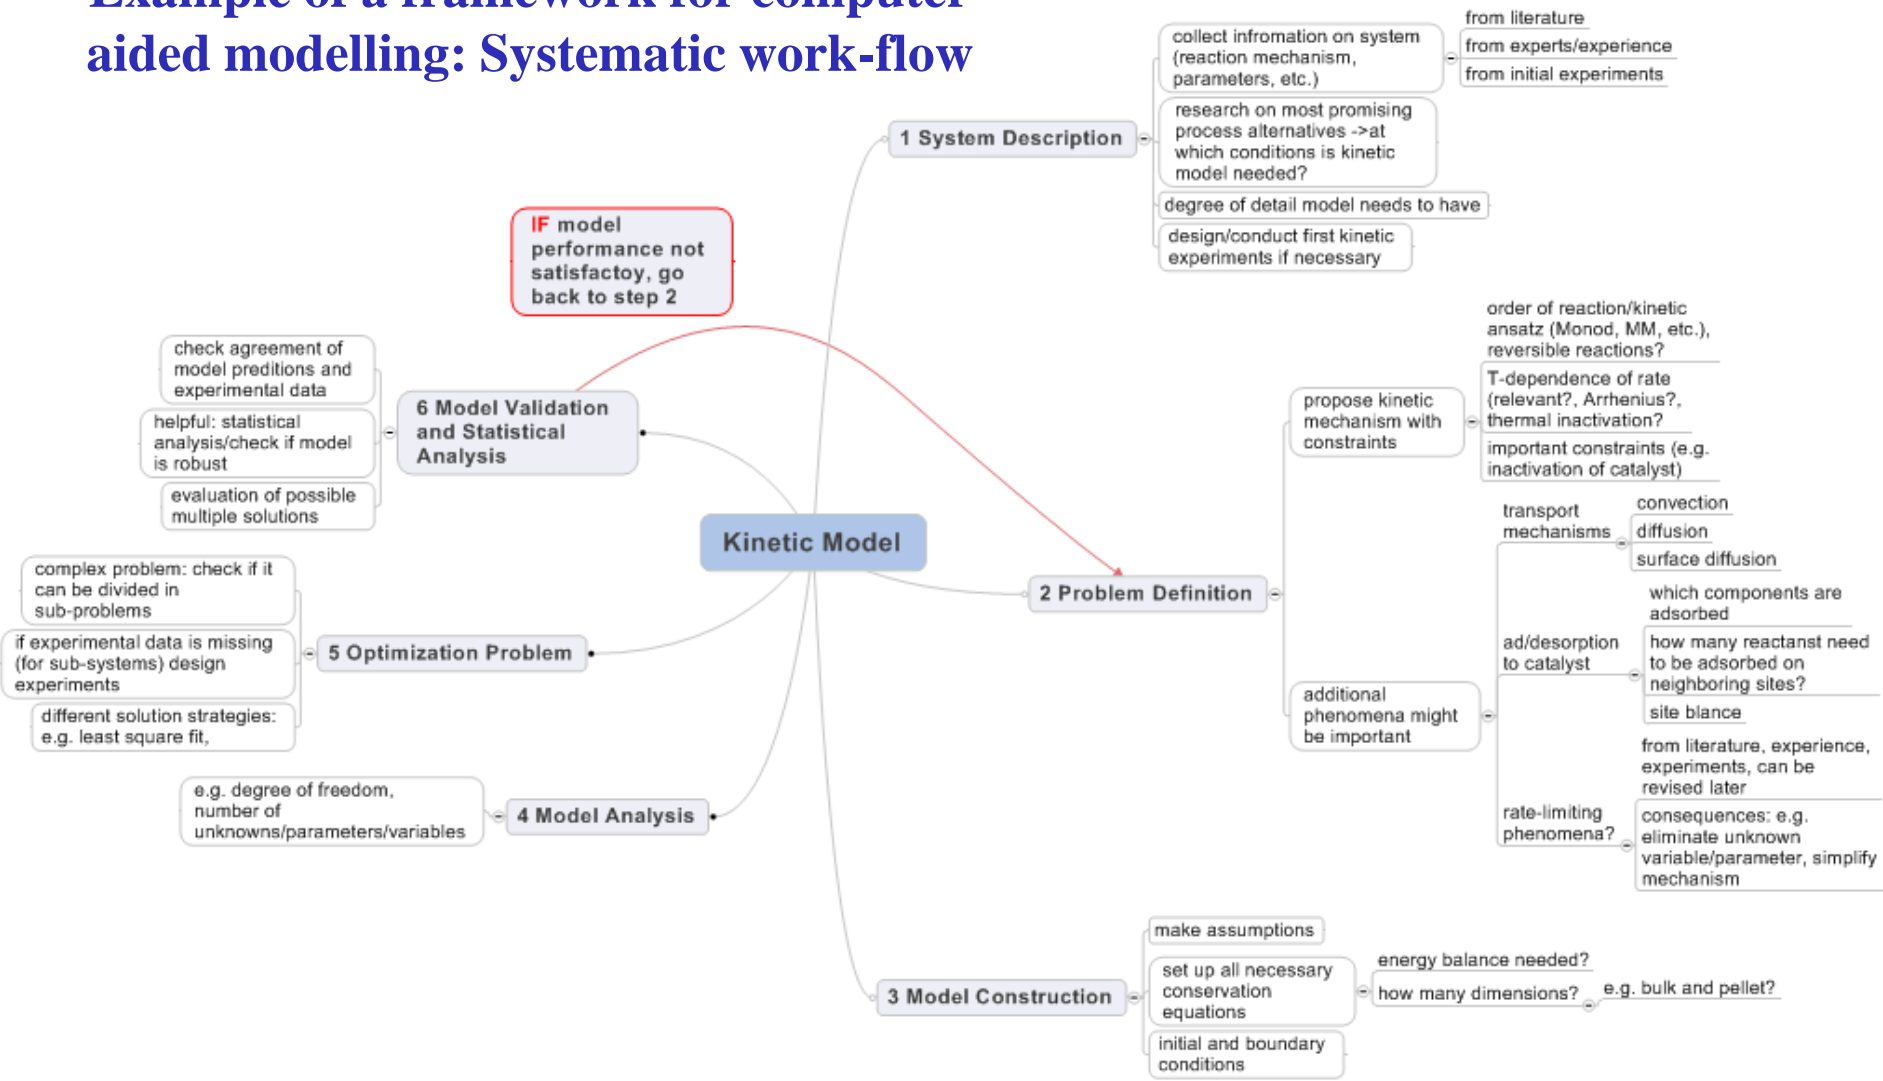 Example of a framework for computer
aided modelling: Systematic work-flow
1 System Description
collect infromation on system
(reaction mechanism,
parameters, etc.)
from literature
from experts/experience
from initial experiments
research on most promising
process alternatives ->at
which conditions is kinetic
model needed?
degree of detail model needs to have
design/conduct first kinetic
experiments if necessary
IF model
performance not
satisfactoy, go
back to step 2
Kinetic Model
2 Problem Definition
propose kinetic
mechanism with
constraints
order of reaction/kinetic
ansatz (Monod, MM, etc.),
reversible reactions?
T-dependence of rate
(relevant?, Arrhenius?,
thermal inactivation?
important constraints (e.g.
inactivation of catalyst)
additional
phenomena might
be important
transport
mechanisms
convection
diffusion
surface diffusion
ad/desorption
to catalyst
which components are
adsorbed
how many reactanst need
to be adsorbed on
neighboring sites?
site blance
rate-limiting
phenomena?
from literature, experience,
experiments, can be
revised later
consequences: e.g.
eliminate unknown
variable/parameter, simplify
mechanism
3 Model Construction
make assumptions
set up all necessary
conservation
equations
energy balance needed?
how many dimensions?
e.g. bulk and pellet?
initial and boundary
conditions
4 Model Analysis
e.g. degree of freedom,
number of
unknowns/parameters/variables
5 Optimization Problem
complex problem: check if it
can be divided in
sub-problems
if experimental data is missing
(for sub-systems) design
experiments
different solution strategies:
e.g. least square fit,
6 Model Validation
and Statistical
Analysis
check agreement of
model preditions and
experimental data
helpful: statistical
analysis/check if model
is robust
evaluation of possible
multiple solutions